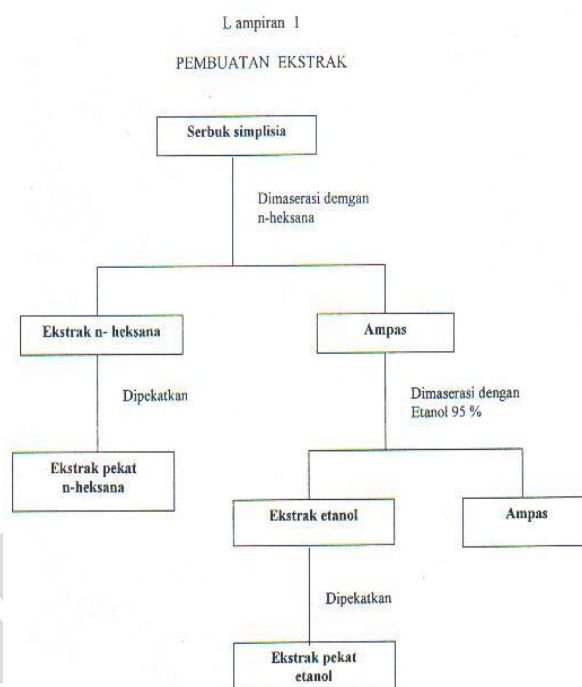 L ampiran 1
PEMBUATAN EKSTRAK
Serbuk simplisia
Dimaserasi demgan
n-heksana
Ekstrak n- heksana
Ampas
Dipekatkan
Dimaserasi dengan
Etanol 95 %
Ekstrak pekat
n-heksana
Ekstrak etanol
Ampas
Dipekatkan
Ekstrak pekat
etanol